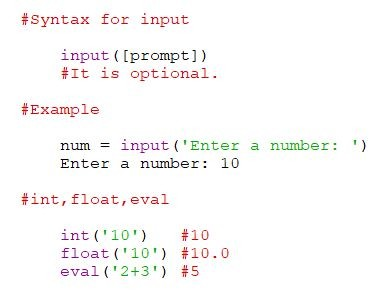 #Syntax for input
input([prompt])
#It is optional.
#Example
num = input('Enter a number: ')
Enter a number: 10
#int,float,eval
int('10')   #10
float('10') #10.0
eval('2+3') #5